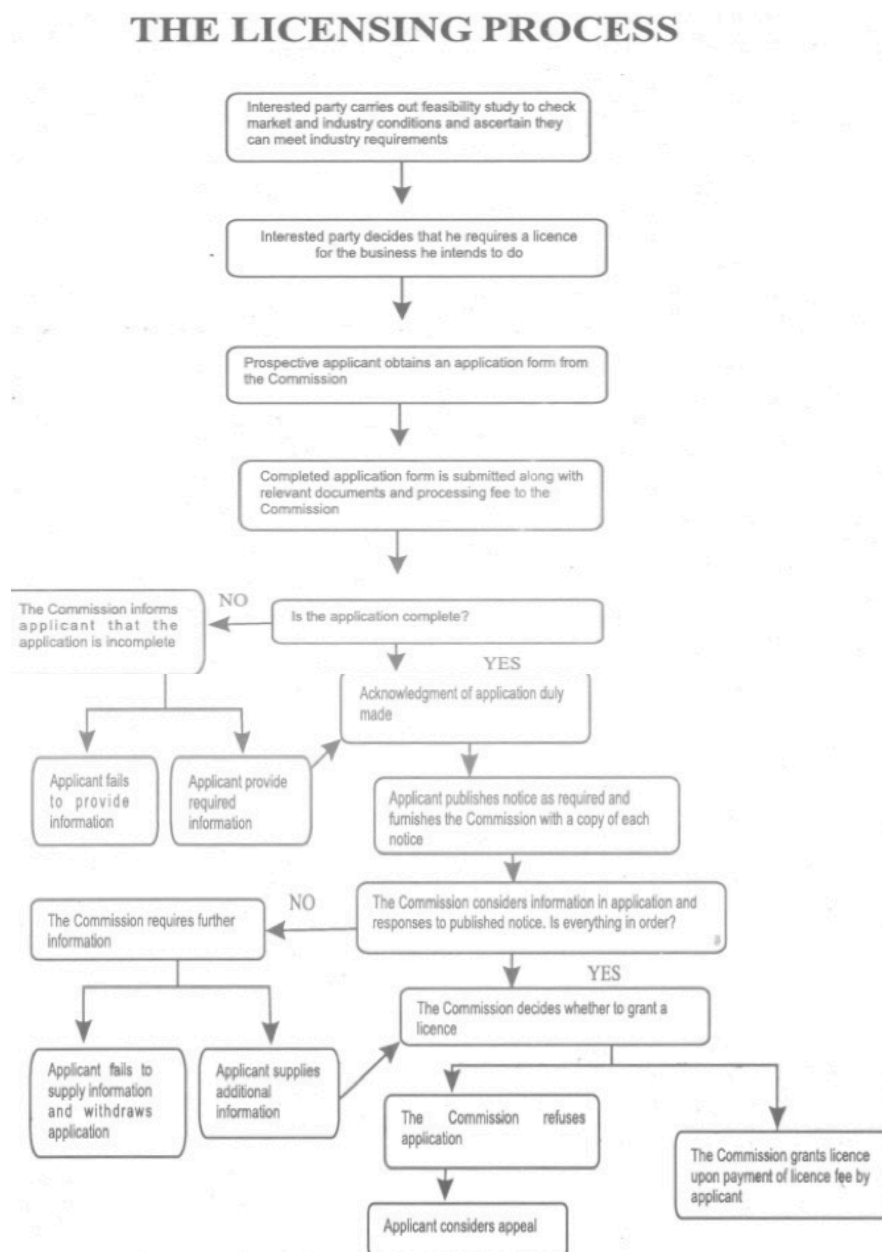 THE LICENSING PROCESS
Interested party carries out feasibility study to check
market and industry conditions and ascertain they
can meet industry requirements
Interested party decides that he requires a licence
for the business he intends to do
Prospective applicant obtains an application form from
the Commission
Completed application form is submitted along with
relevant documents and processing fee to the
Commission
The Commission informs
applicant that the
application is incomplete
NO
Is the application complete?
YES
Acknowledgment of application duly
made
Applicant fails
to provide
information
Applicant provide
required
information
Applicant publishes notice as required and
furnishes the Commission with a copy of each
notice
The Commission requires further
information
NO
The Commission considers information in application and
responses to published notice. Is everything in order?
YES
The Commission decides whether to grant a
licence
Applicant fails to
supply information
and withdraws
application
Applicant supplies
additional
information
The Commission refuses
application
The Commission grants licence
upon payment of licence fee by
applicant
Applicant considers appeal